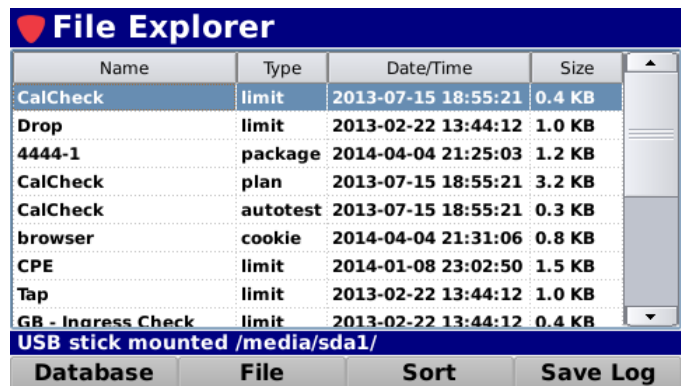 File Explorer
Name Type Date/Time Size
CalCheck limit 2013-07-15 18:55:21 0.4 KB
Drop limit 2013-02-22 13:44:12 1.0 KB
4444-1 package 2014-04-04 21:25:03 1.2 KB
CalCheck plan 2013-07-15 18:55:21 3.2 KB
CalCheck autotest 2013-07-15 18:55:21 0.3 KB
browser cookie 2014-04-04 21:31:06 0.8 KB
CPE limit 2014-01-08 23:02:50 1.5 KB
Tap limit 2013-02-22 13:44:12 1.0 KB
GB - Ingress Check limit 2013-02-22 13:44:12 0.4 KB
USB stick mounted /media/sda1/
Database File Sort Save Log